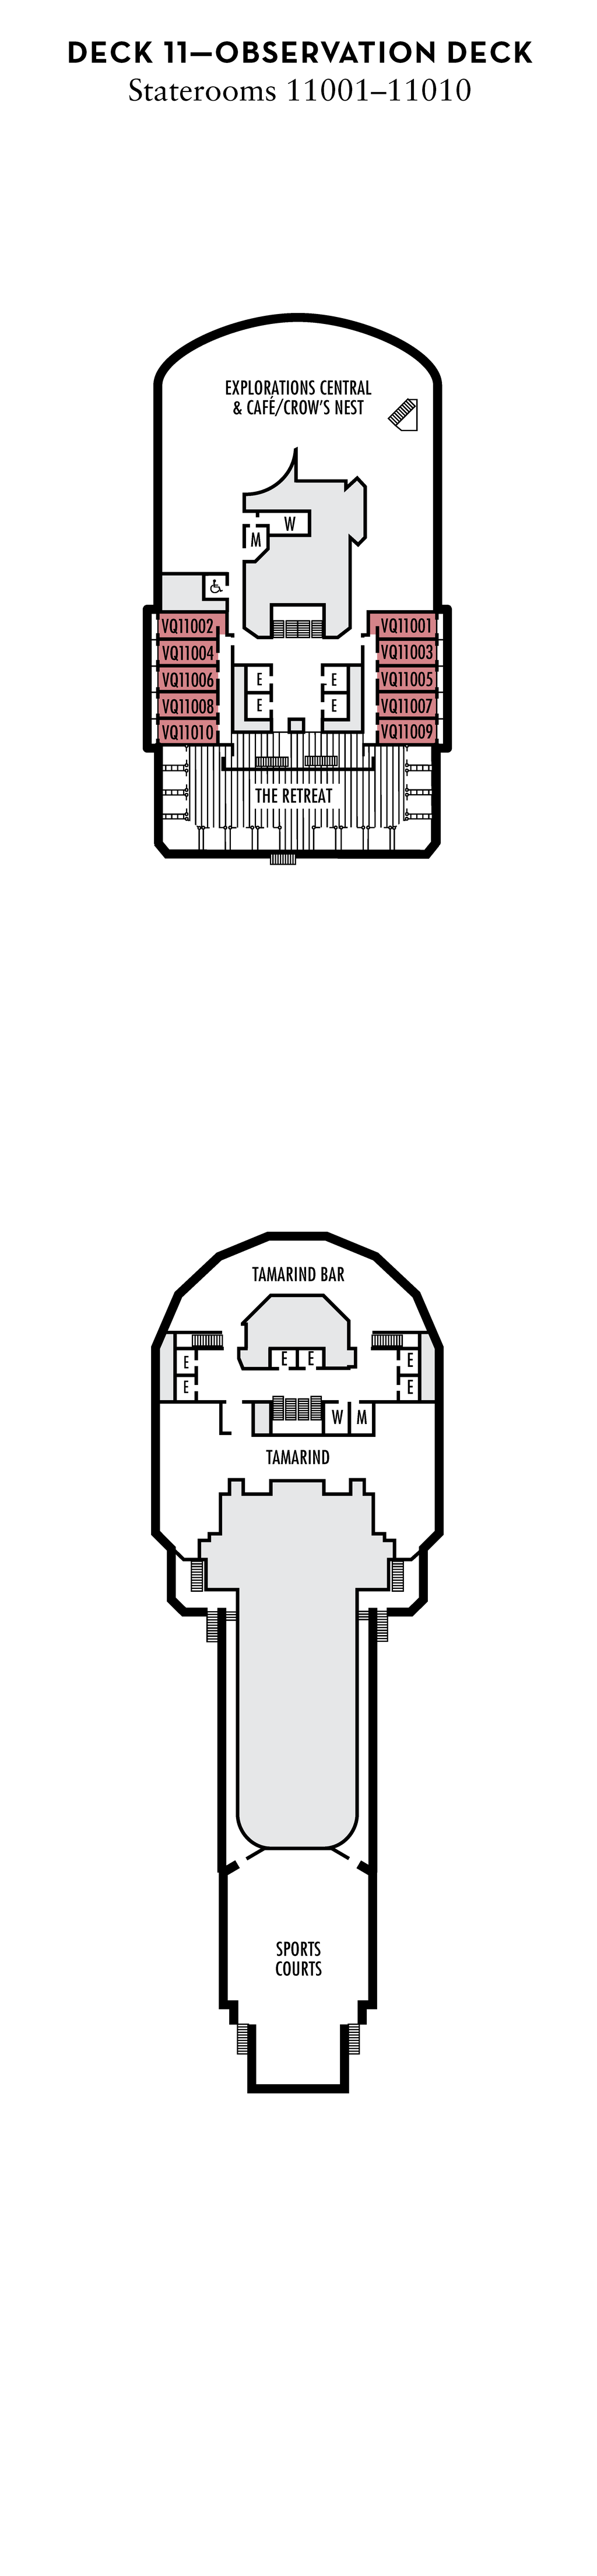 DECK 11—OBSERVATION DECK
Staterooms 11001–11010
EXPLORATIONS CENTRAL
& CAFÉ/CROW'S NEST
W
M
VQ11002 VQ11001
VQ11004 VQ11003
VQ11006 E E VQ11005
VQ11008 E E VQ11007
VQ11010 VQ11009
THE RETREAT
TAMARIND BAR
E E E E
E E
W M
TAMARIND
SPORTS
COURTS